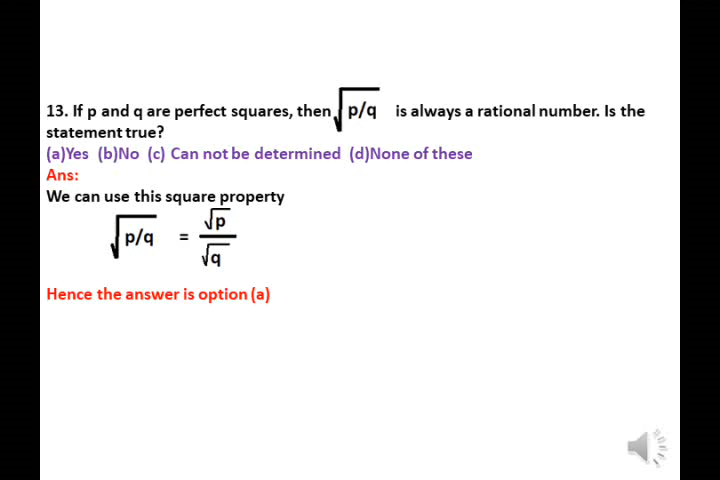 13. If p and q are perfect squares, then √p/q is always a rational number. Is the
statement true?
(a)Yes (b)No (c) Can not be determined (d)None of these
Ans:
We can use this square property
√p/q = √p / √q
Hence the answer is option (a)